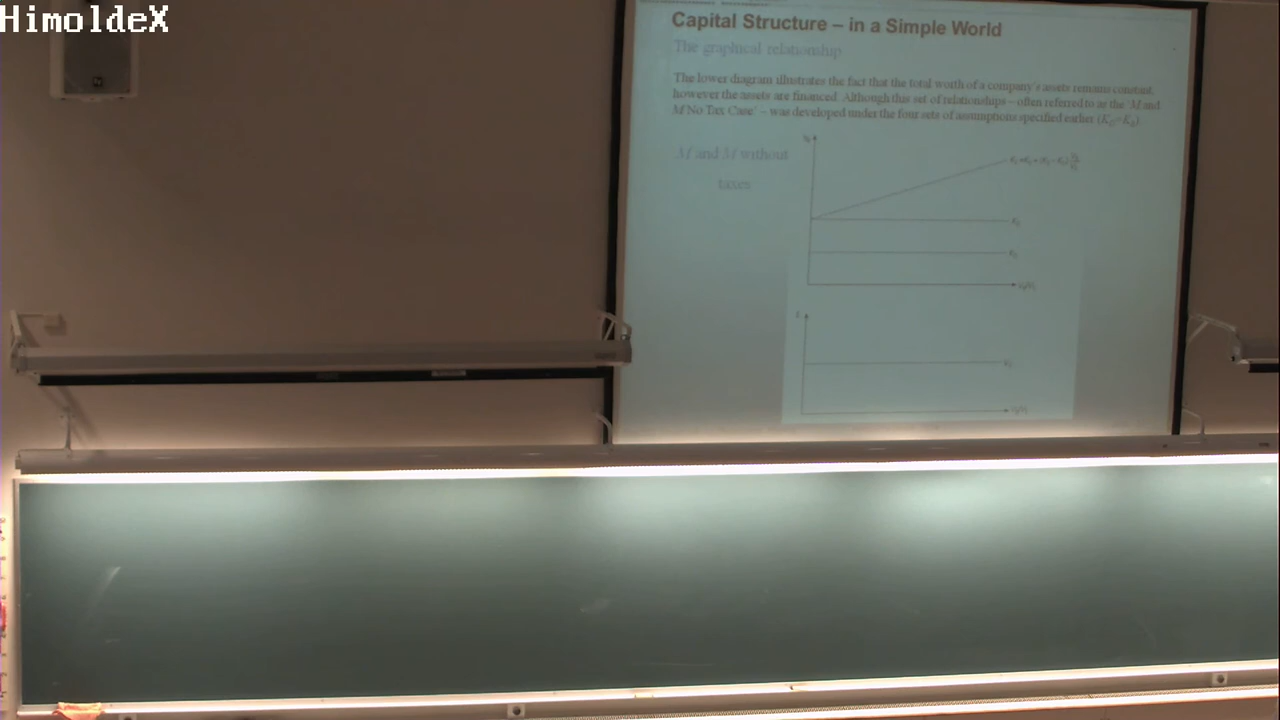 HimoldeX
Capital Structure – in a Simple World
The graphical relationship
The lower diagram illustrates the fact that the total worth of a company's assets remains constant,
however the assets are financed. Although this set of relationships – often referred to as the 'M and
M No Tax Case' – was developed under the four sets of assumptions specified earlier
M and M without
taxes